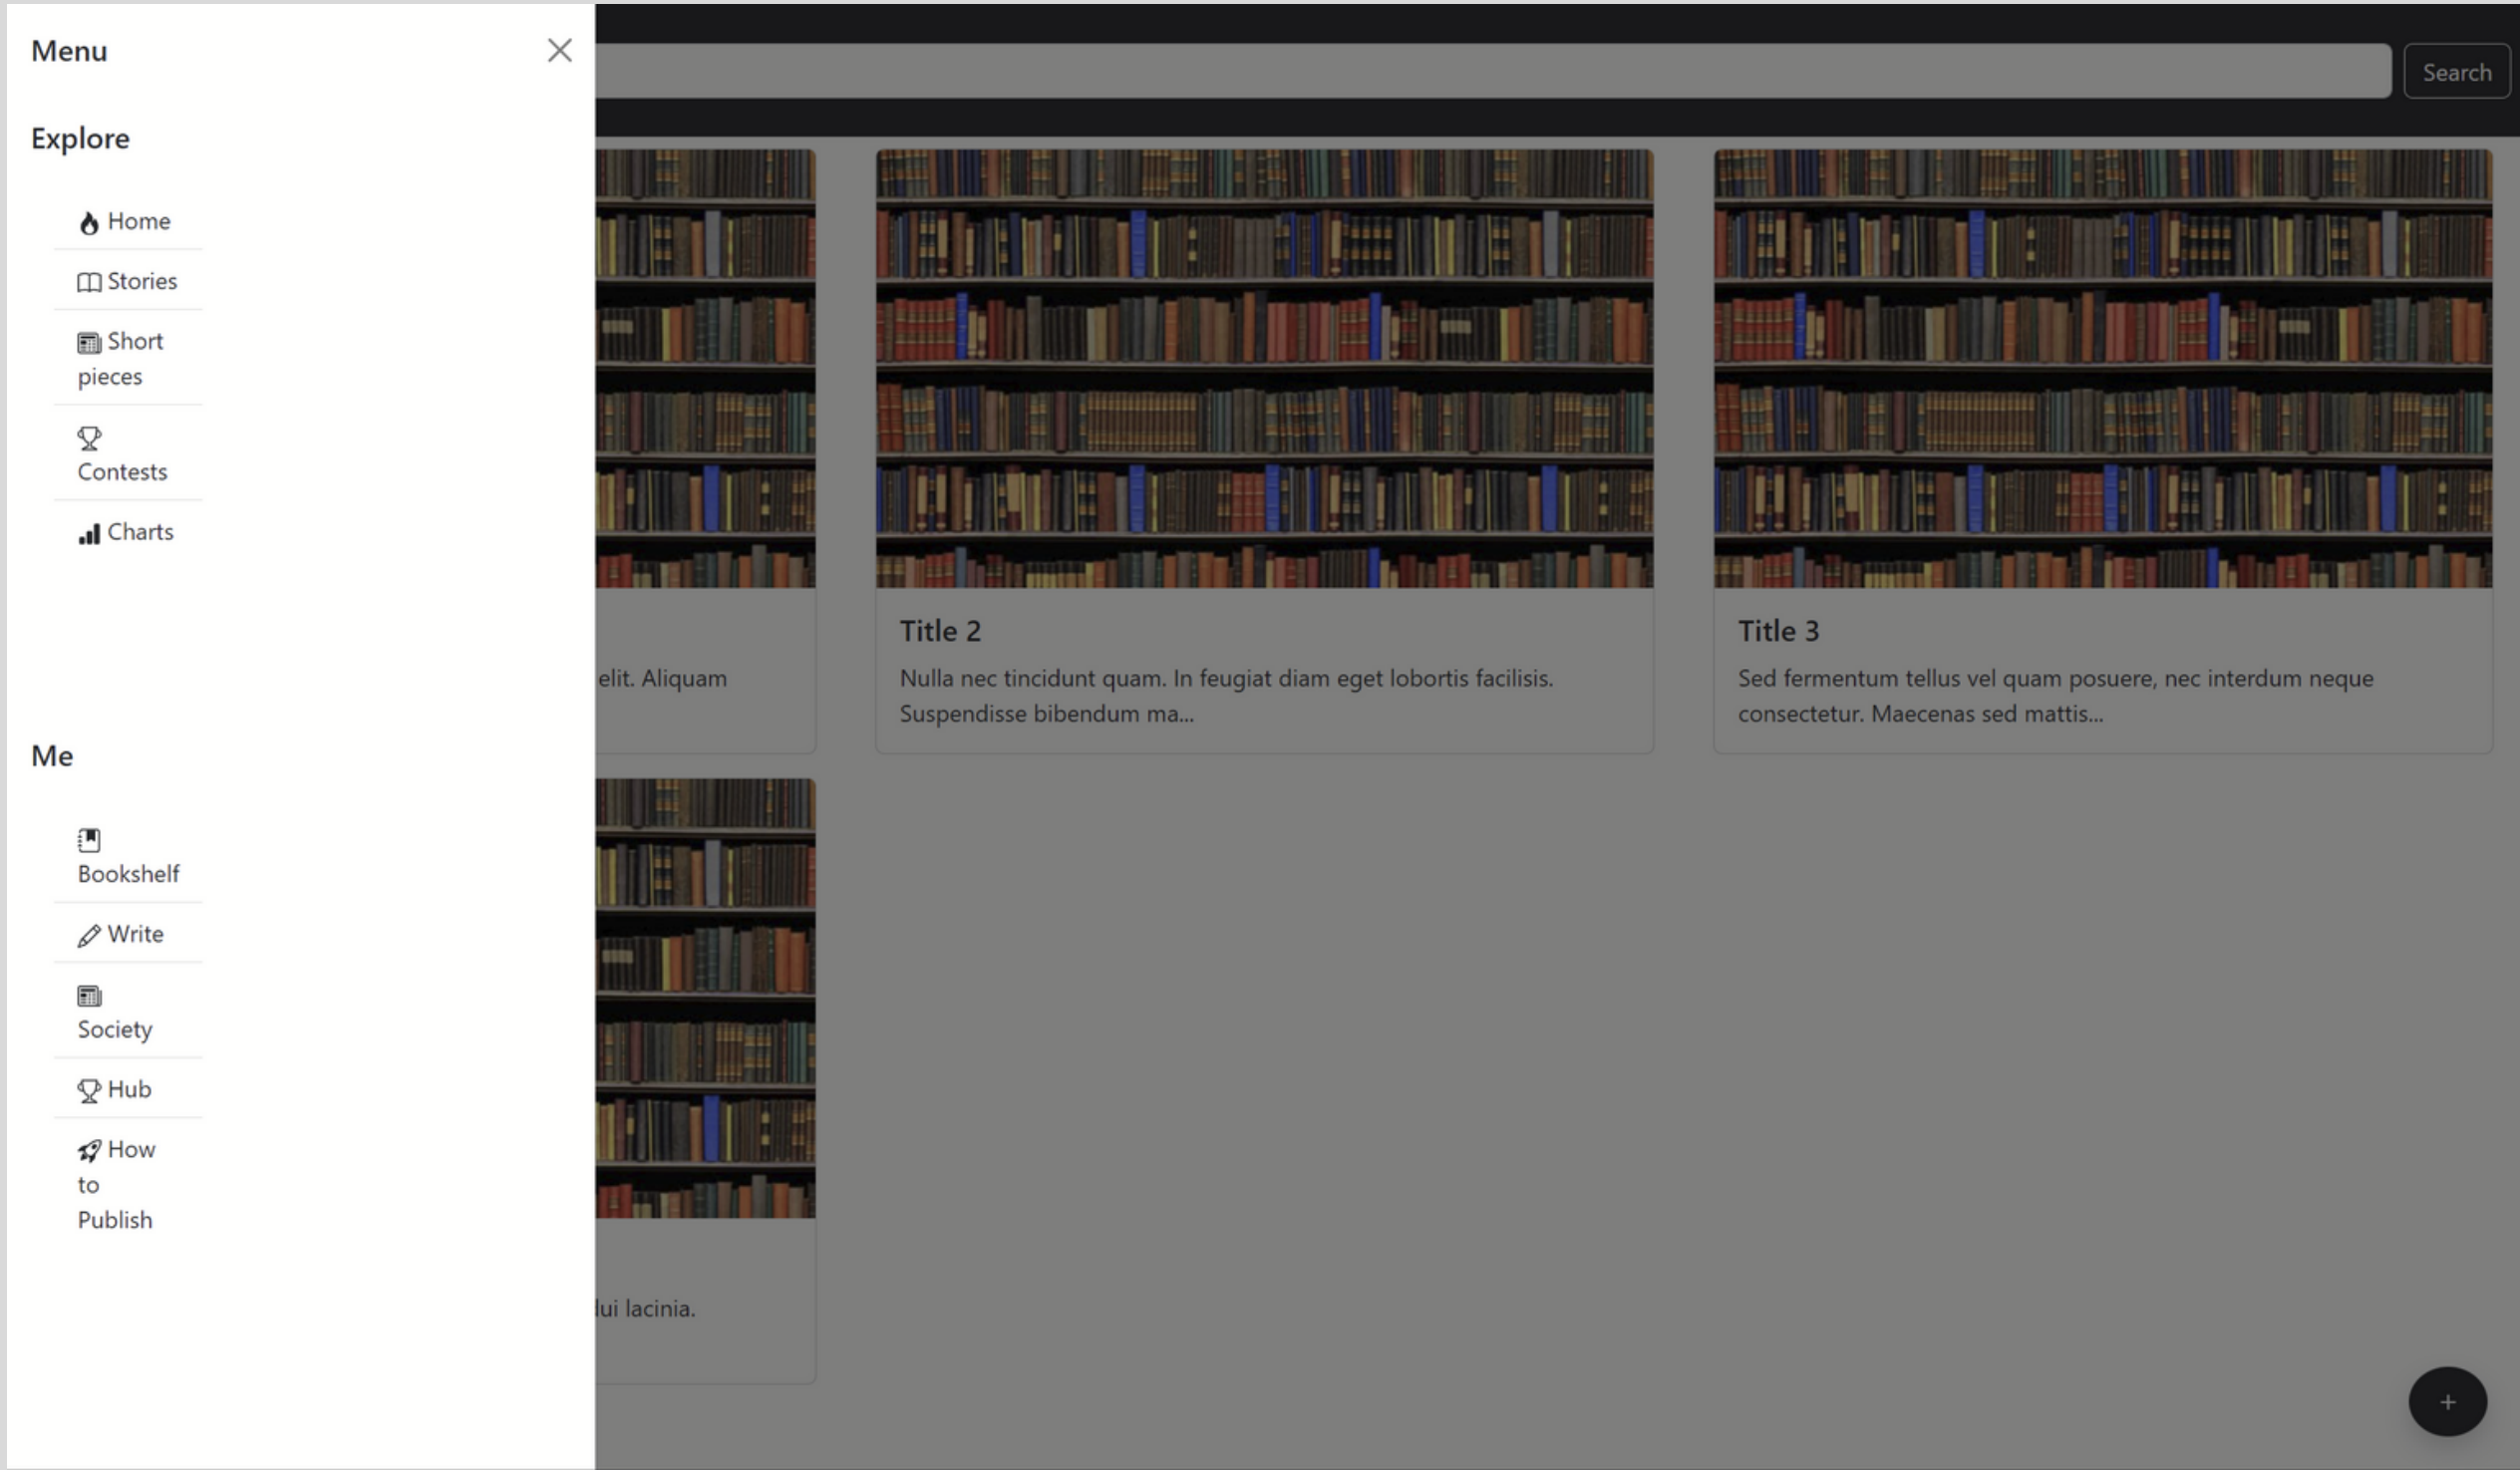 Menu
Search
Explore
Home
Stories
Short
pieces
Contests
Charts
Title 2
Title 3
elit. Aliquam
Nulla nec tincidunt quam. In feugiat diam eget lobortis facilisis.
Suspendisse bibendum ma...
Sed fermentum tellus vel quam posuere, nec interdum neque
consectetur. Maecenas sed mattis...
Me
Bookshelf
Write
Society
Hub
How
to
Publish
lacinia.
+